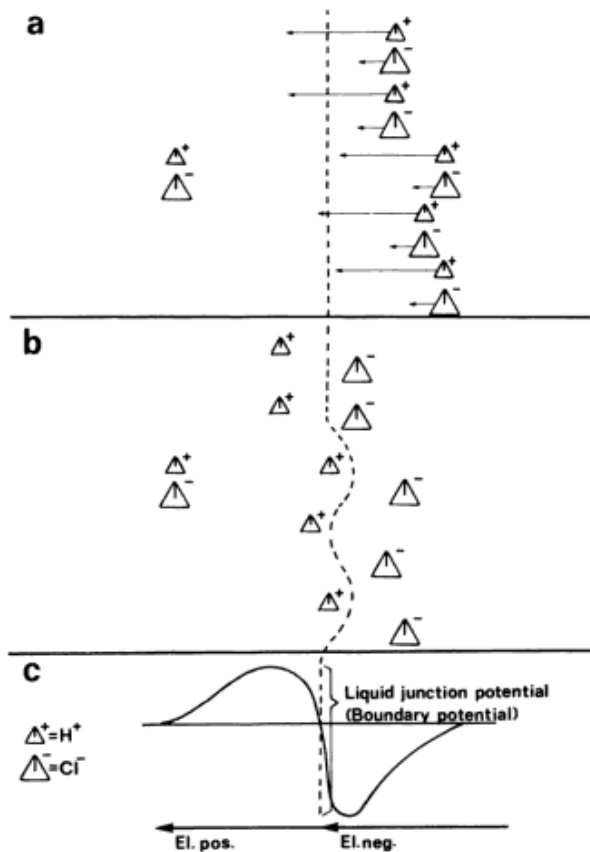 a
+
−
+
−
+
−
+
−
+
−
+
−
b
+
−
+
−
+
−
+
−
+
−
+
−
c
Liquid junction potential
(Boundary potential)
+=H+
−=Cl−
El. pos.
El. neg.